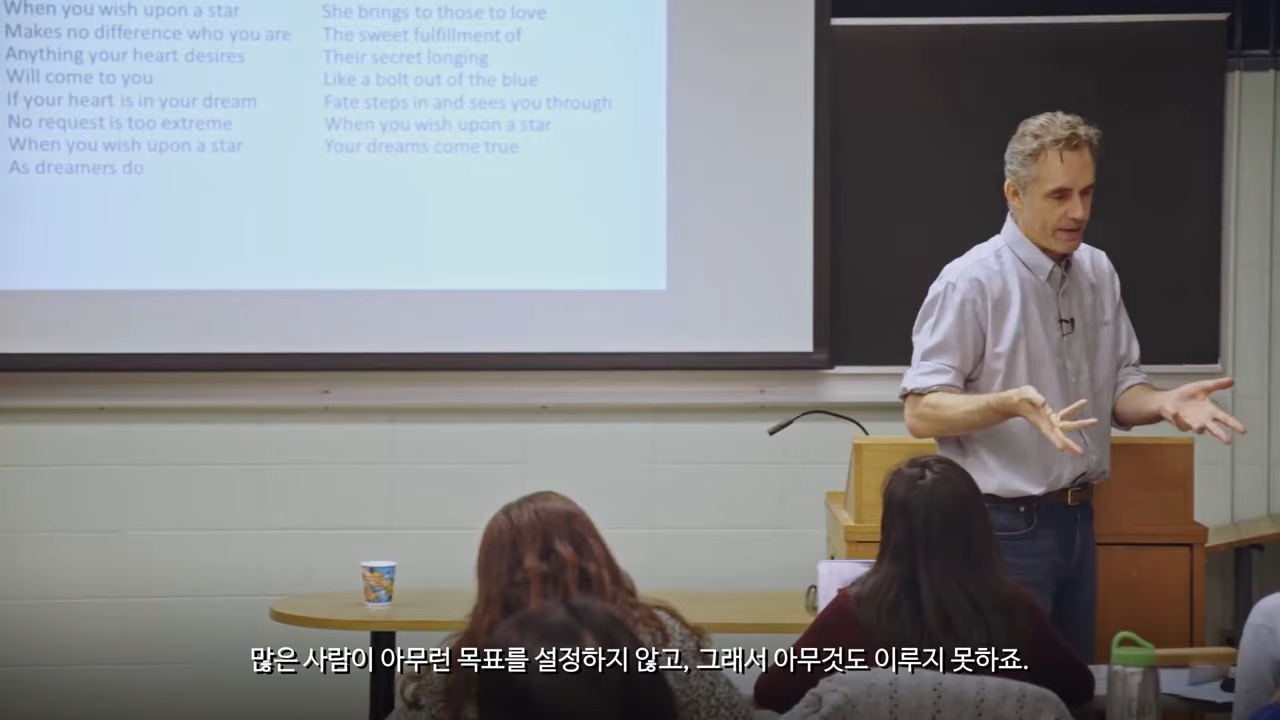 When you wish upon a star
Makes no difference who you are
Anything your heart desires
Will come to you
If your heart is in your dream
No request is too extreme
When you wish upon a star
As dreamers do
She brings to those to love
The sweet fulfillment of
Their secret longing
Like a bolt out of the blue
Fate steps in and sees you through
When you wish upon a star
Your dreams come true
많은 사람이 아무런 목표를 설정하지 않고, 그래서 아무것도 이루지 못하죠.